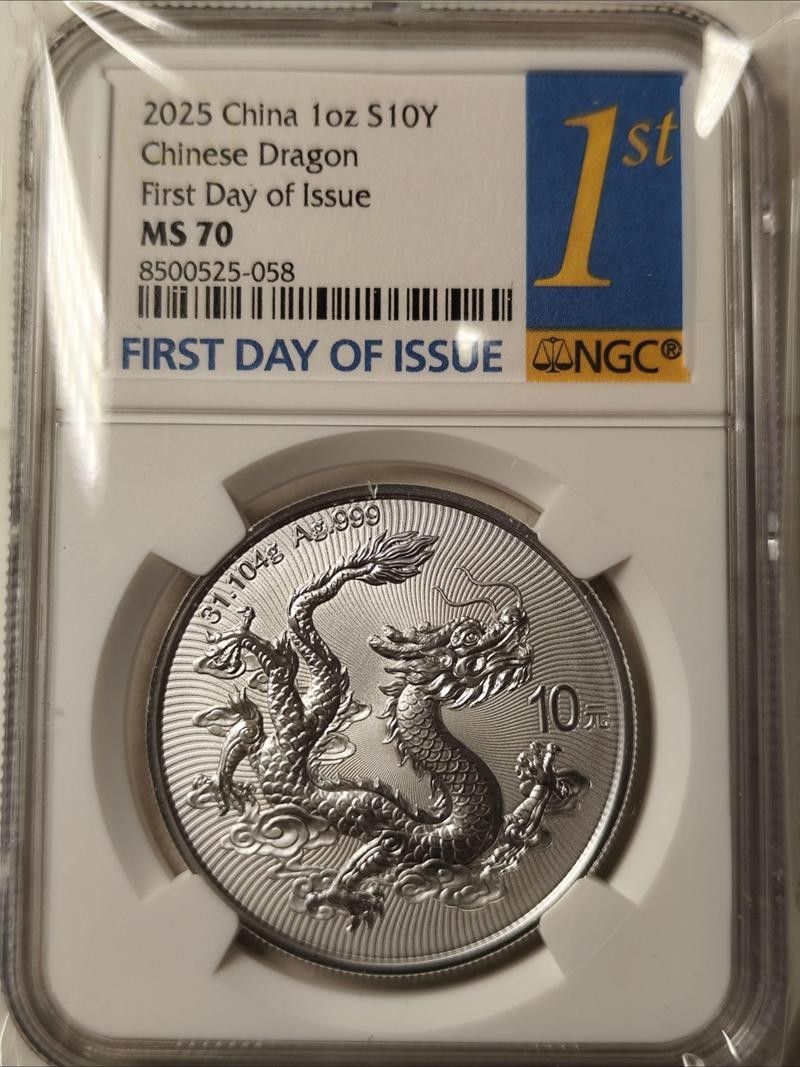 2025 China 1oz S10Y
Chinese Dragon
First Day of Issue
MS 70
8500525-058
FIRST DAY OF ISSUE
1st
NGC®
31.104g Ag.999
10元